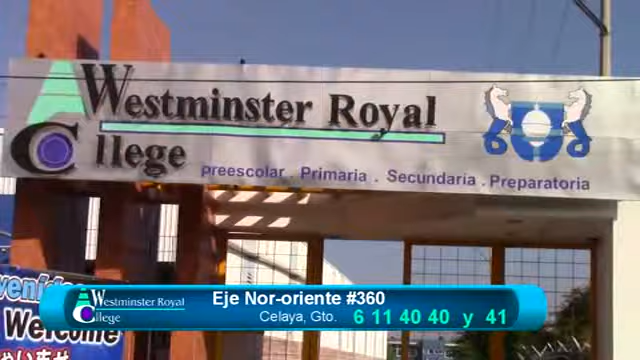 Westminster Royal
College
preescolar . Primaria . Secundaria . Preparatoria
Welcome
Westminster Royal
College
Eje Nor-oriente #360
Celaya, Gto. 6 11 40 40 y 41